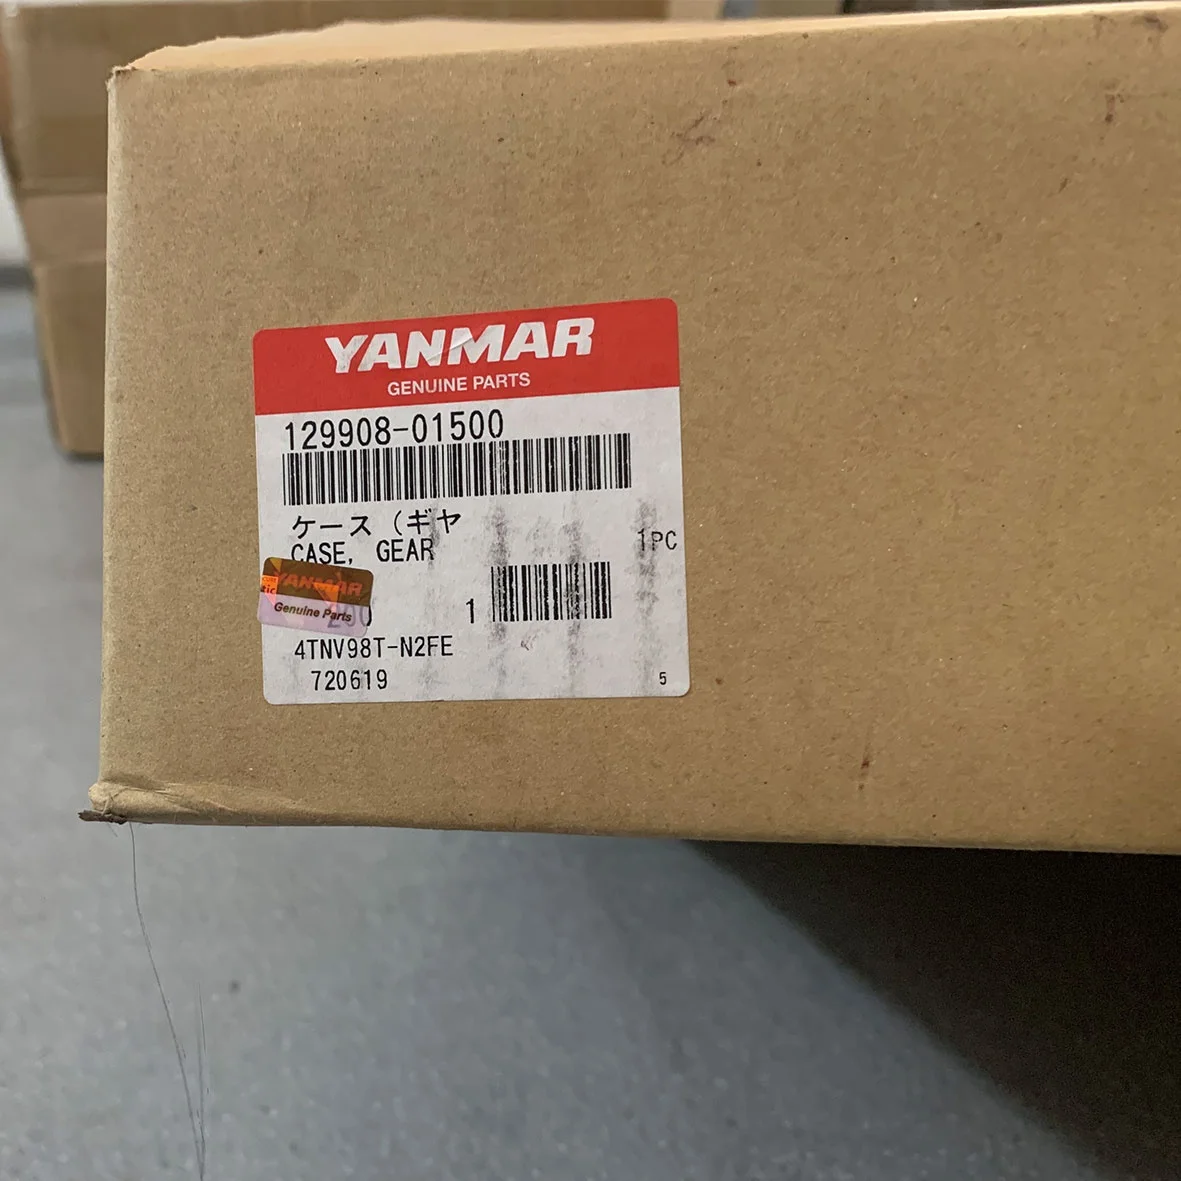 YANMAR
GENUINE PARTS
129908-01500
ケース (ギヤ
CASE, GEAR
1PC
YANMAR
Genuine Parts
1
4TNV98T-N2FE
720619
5